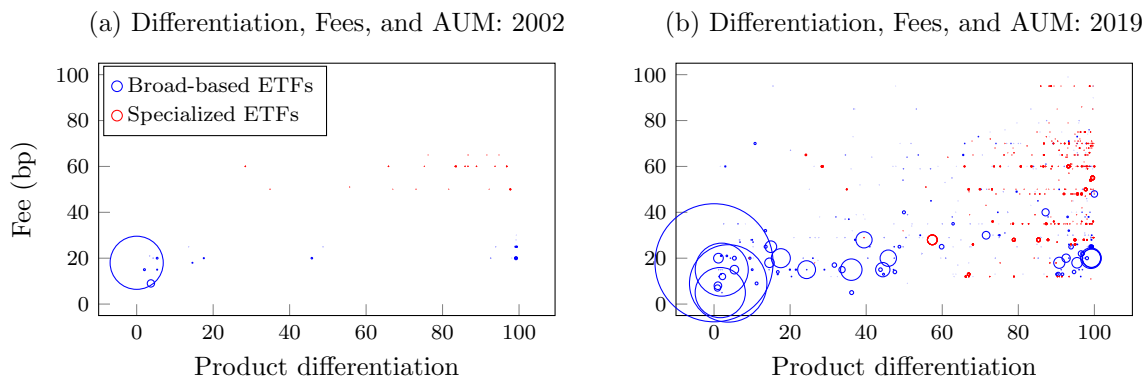 (a) Differentiation, Fees, and AUM: 2002
(b) Differentiation, Fees, and AUM: 2019
Fee (bp)
100
80
60
40
20
0
Broad-based ETFs
Specialized ETFs
0 20 40 60 80 100
Product differentiation
100
80
60
40
20
0
0 20 40 60 80 100
Product differentiation